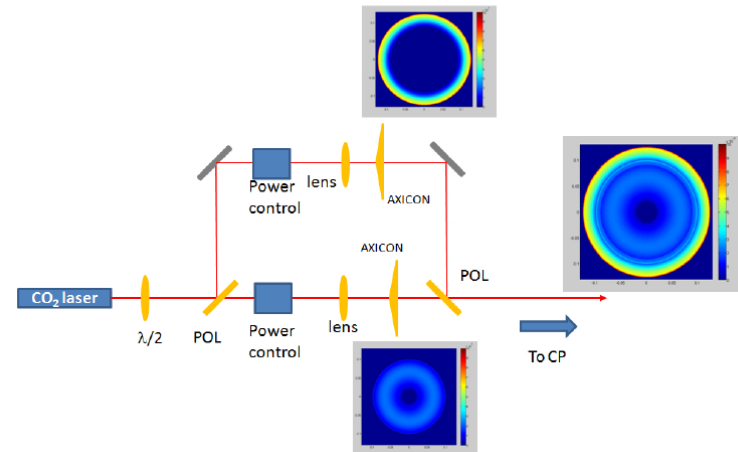 Power
control
lens
AXICON
AXICON
POL
CO2 laser
λ/2
POL
Power
control
lens
To CP